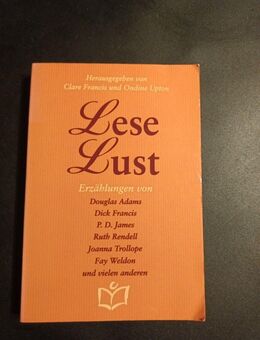 Herausgegeben von
Clare Francis und Ondine Upton
Lese
Lust
Erzählungen von
Douglas Adams
Dick Francis
P. D. James
Ruth Rendell
Joanna Trollope
Fay Weldon
und vielen anderen